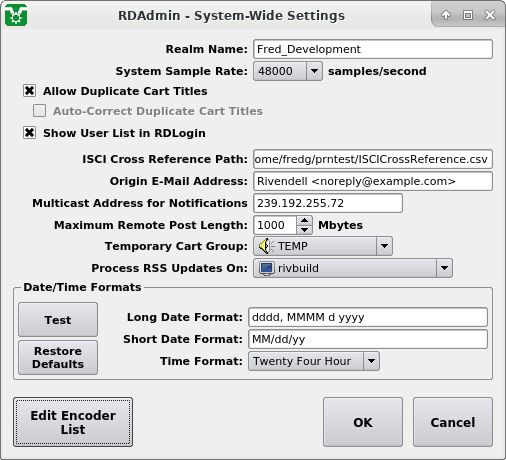 RDAdmin - System-Wide Settings
Realm Name: Fred_Development
System Sample Rate: 48000 samples/second
Allow Duplicate Cart Titles
Auto-Correct Duplicate Cart Titles
Show User List in RDLogin
ISCI Cross Reference Path: ome/fredg/prntest/ISCICrossReference.csv
Origin E-Mail Address: Rivendell <noreply@example.com>
Multicast Address for Notifications 239.192.255.72
Maximum Remote Post Length: 1000 Mbytes
Temporary Cart Group: TEMP
Process RSS Updates On: rivbuild
Date/Time Formats
Test
Long Date Format: dddd, MMMM d yyyy
Short Date Format: MM/dd/yy
Restore
Defaults
Time Format: Twenty Four Hour
Edit Encoder
List
OK
Cancel